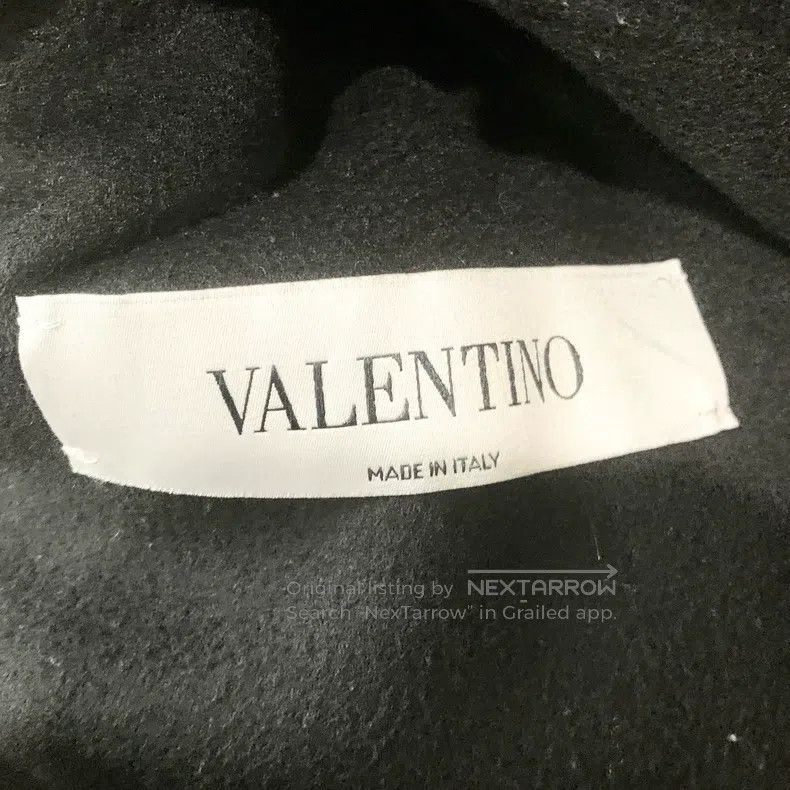 VALENTINO
MADE IN ITALY
Original listing by NEXTARROW
Search "NexTarrow" in Grailed app.